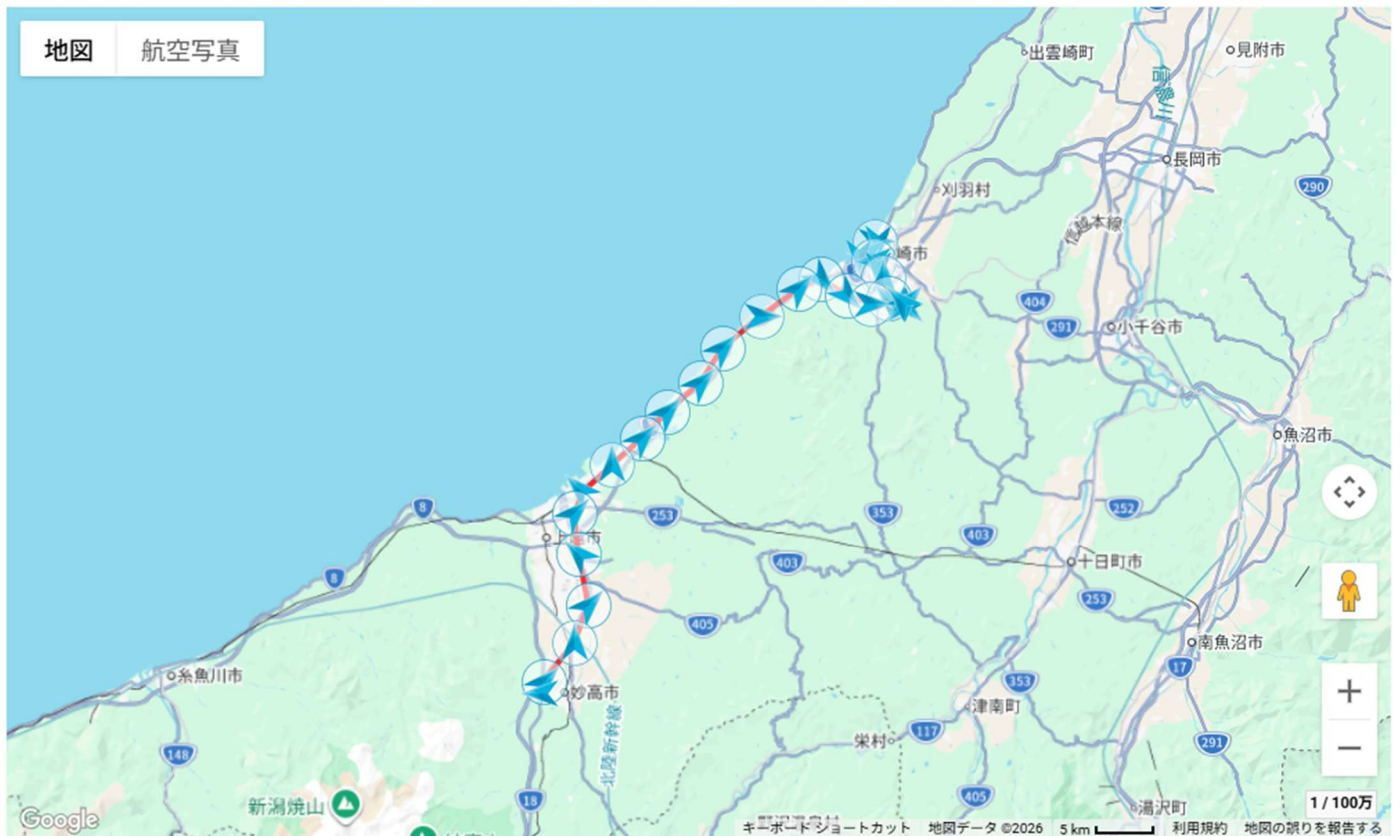 地図 航空写真
出雲崎町
見附市
信濃川
長岡市
290
刈羽村
信越本線
崎市
404
291
小千谷市
魚沼市
8
253
353
252
403
上
市
8
403
十日町市
253
405
糸魚川市
妙高市
353
南魚沼市
17
津南町
北陸新幹線
117
栄村
148
291
新潟焼山
18
405
湯沢町
1 / 100万
Google
キーボード ショートカット 地図データ ©2026 5 km 利用規約 地図の誤りを報告する